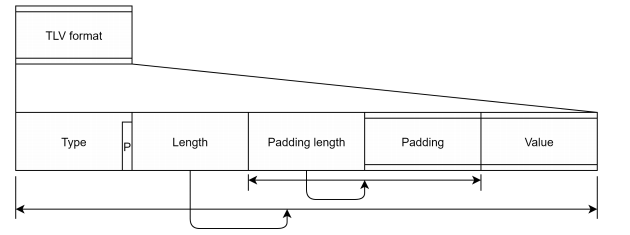 TLV format
Type
P
Length
Padding length
Padding
Value